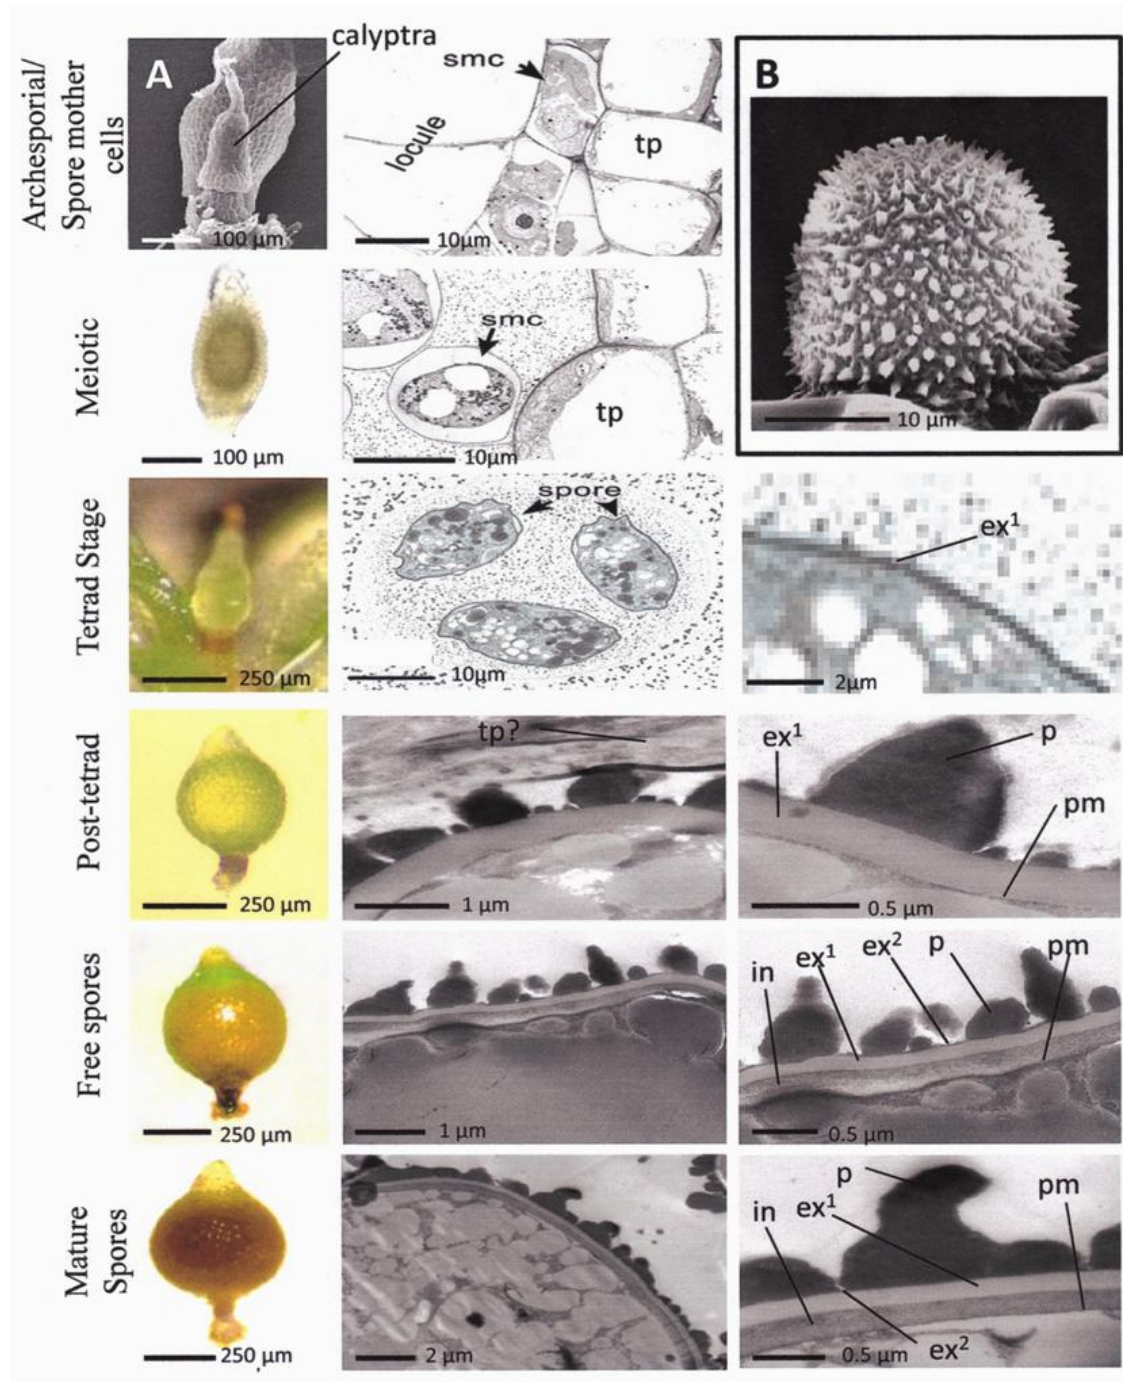 Archesporial/
Spore mother
cells
A
calyptra
100 µm
smc
locule
tp
10µm
B
10 µm
Meiotic
100 µm
smc
tp
10µm
Tetrad Stage
250 µm
spore
10µm
ex¹
2µm
Post-tetrad
250 µm
tp?
1 µm
ex¹
p
pm
0.5 µm
Free spores
250 µm
1 µm
in
ex¹
ex²
p
pm
0.5 µm
Mature
Spores
250 µm
2 µm
p
in
ex¹
pm
ex²
0.5 µm